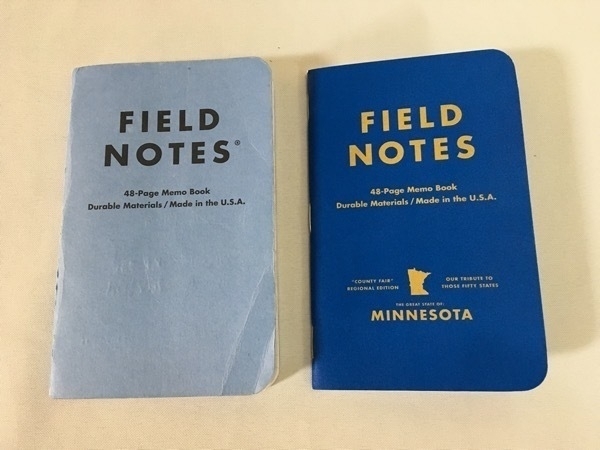 FIELD
NOTES®
48-Page Memo Book
Durable Materials / Made in the U.S.A.
FIELD
NOTES
48-Page Memo Book
Durable Materials / Made in the U.S.A.
"COUNTY FAIR"
REGIONAL EDITION
OUR TRIBUTE TO
THOSE FIFTY STATES
THE GREAT STATE OF:
MINNESOTA